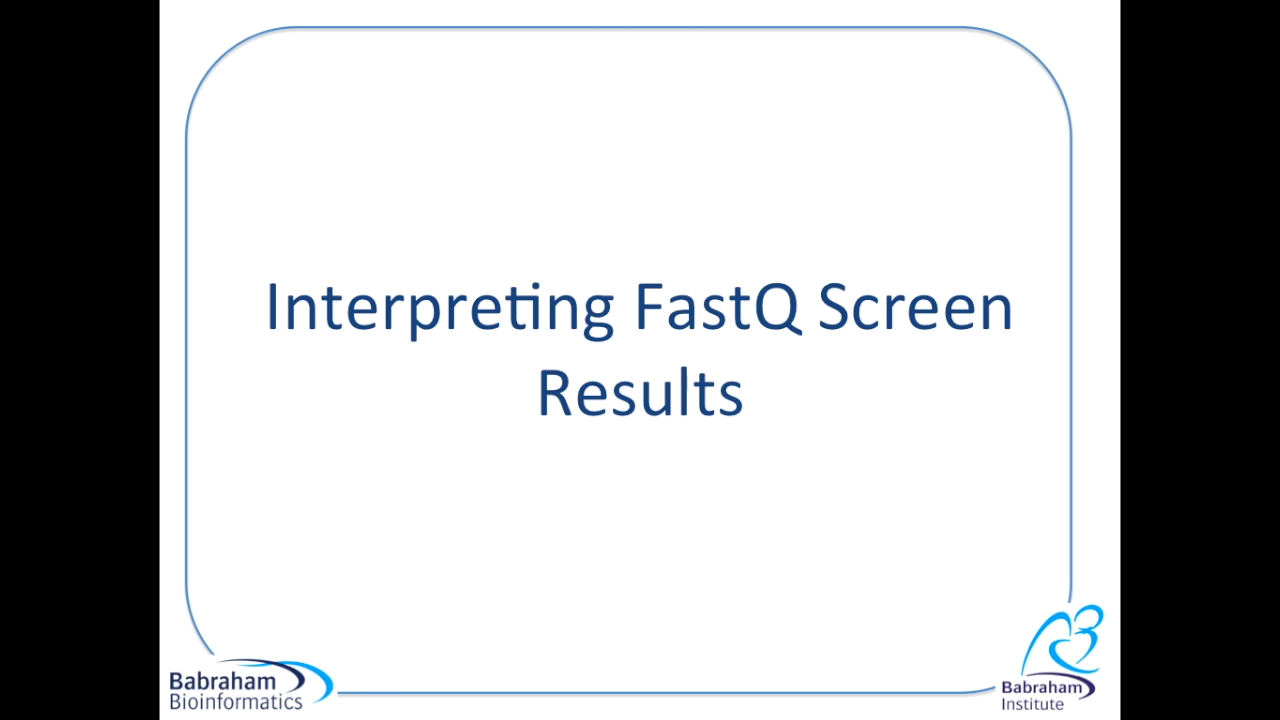 Interpreting FastQ Screen
Results
Babraham
Bioinformatics
Babraham
Institute